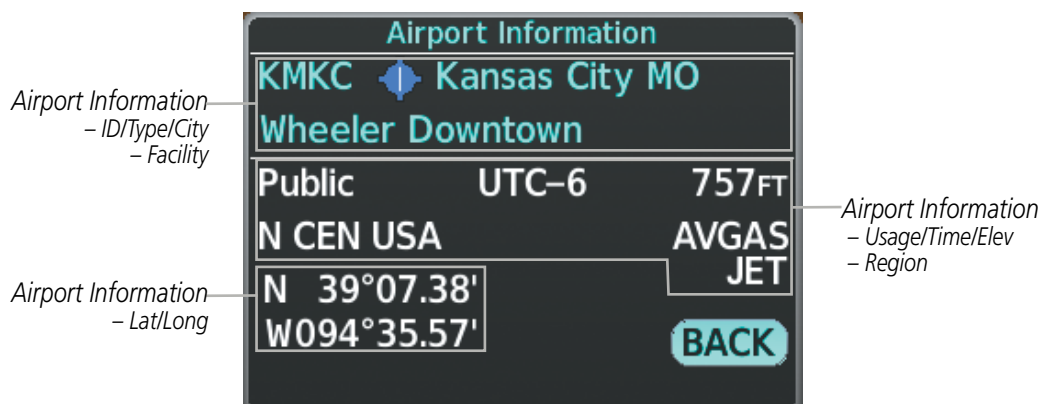 Airport Information
KMKC Kansas City MO
Wheeler Downtown
Public UTC–6 757FT
N CEN USA AVGAS
JET
N 39°07.38'
W094°35.57'
BACK
Airport Information
– ID/Type/City
– Facility
Airport Information
– Lat/Long
Airport Information
– Usage/Time/Elev
– Region